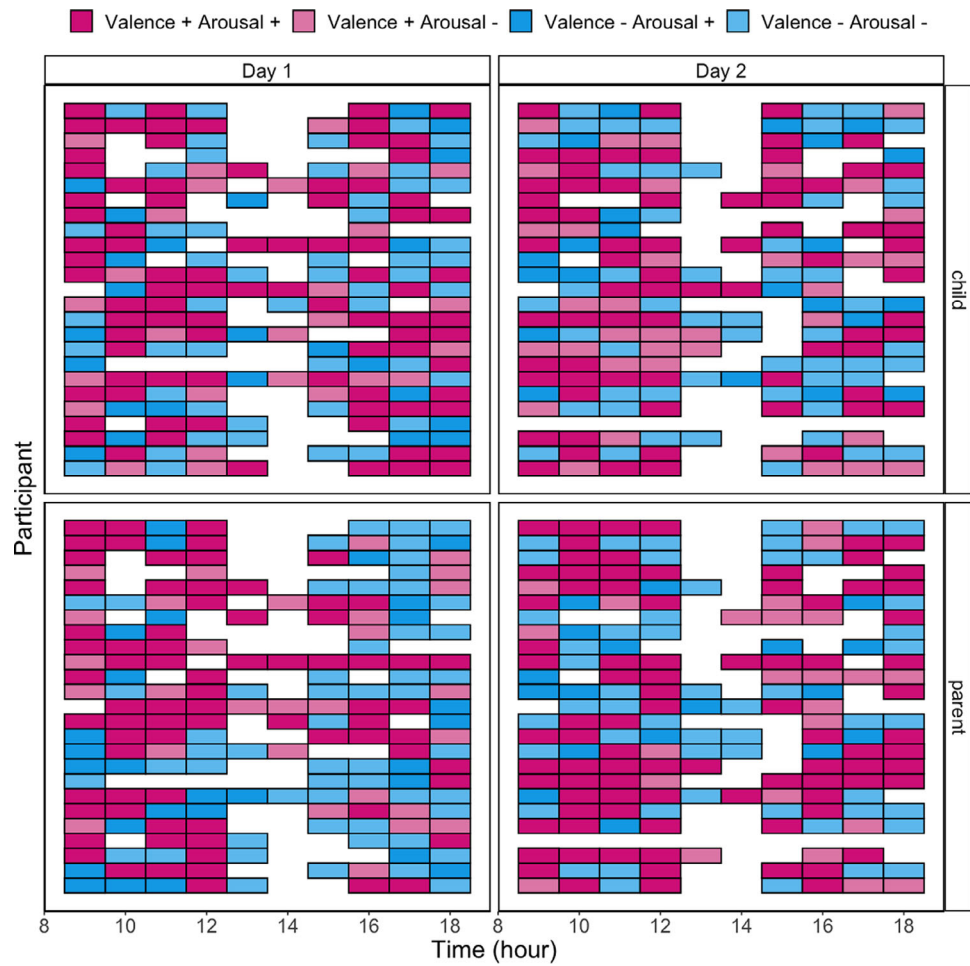 Valence + Arousal + Valence + Arousal - Valence - Arousal + Valence - Arousal -
Day 1 Day 2
child
parent
Participant
8 10 12 14 16 18 8 10 12 14 16 18
Time (hour)